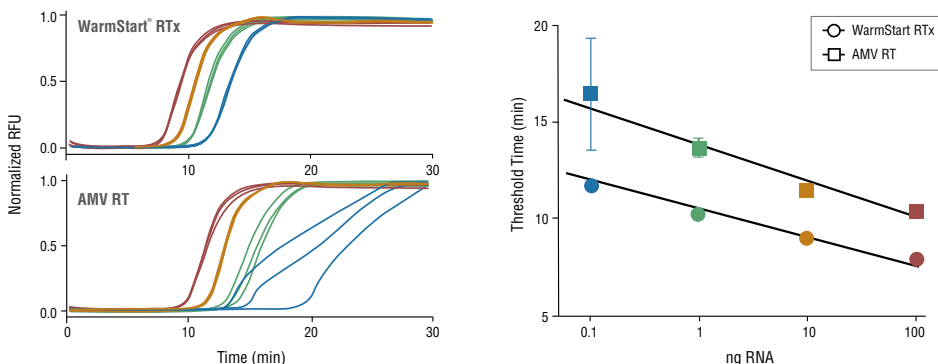 WarmStart® RTx
1.0
0.5
0.0
10
20
30
AMV RT
1.0
0.5
0.0
0
10
20
30
Normalized RFU
Time (min)
WarmStart RTx
AMV RT
20
15
10
5
Threshold Time (min)
0.1
1
10
100
ng RNA